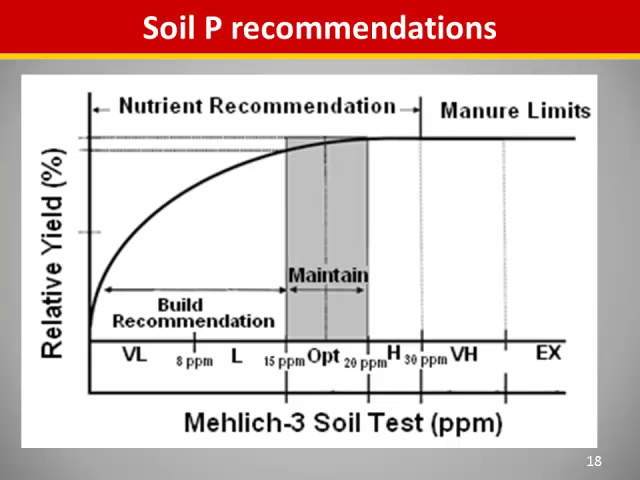 Soil P recommendations
Nutrient Recommendation
Manure Limits
Relative Yield (%)
Maintain
Build
Recommendation
VL 8 ppm L 15 ppm Opt 20 ppm H 30 ppm VH EX
Mehlich-3 Soil Test (ppm)
18